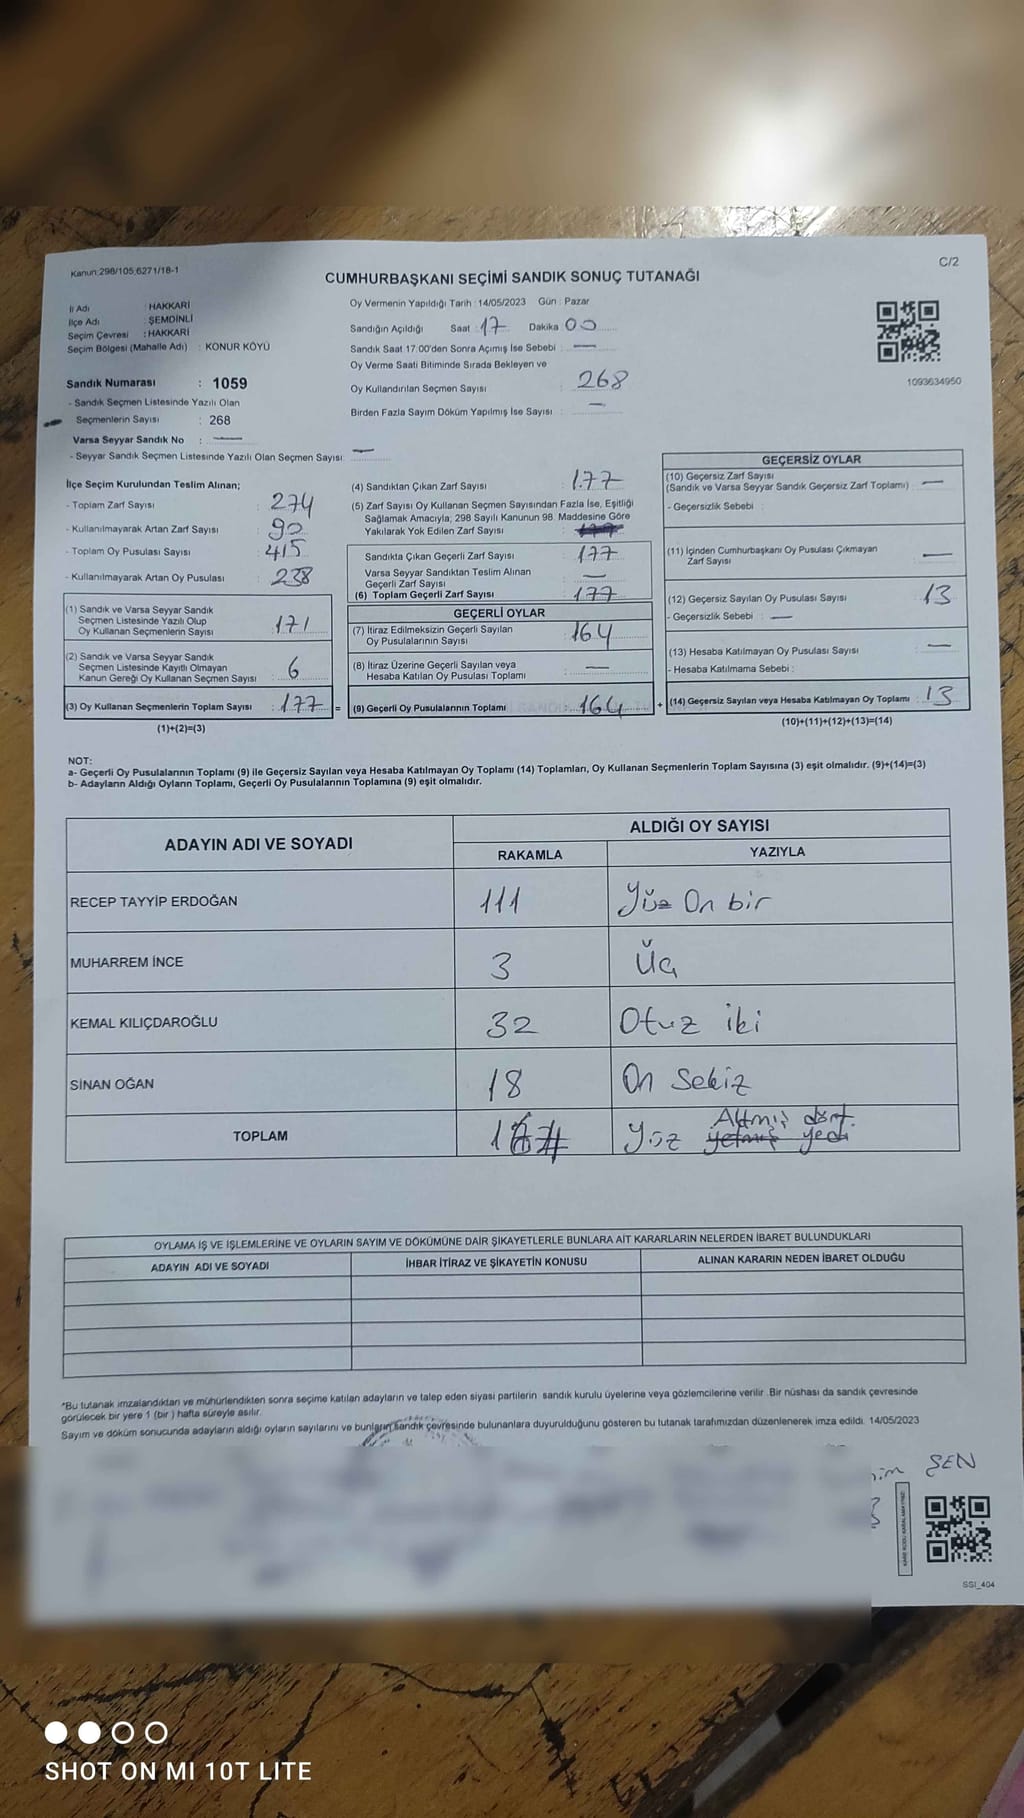 Kanun:298/105,6271/18-1
C/2
CUMHURBAŞKANI SEÇİMİ SANDIK SONUÇ TUTANAĞI
İl Adı : HAKKARİ
İlçe Adı : ŞEMDİNLİ
Seçim Çevresi : HAKKARİ
Seçim Bölgesi (Mahalle Adı) : KONUR KÖYÜ
Sandık Numarası : 1059
- Sandık Seçmen Listesinde Yazılı Olan
Seçmenlerin Sayısı : 268
Varsa Seyyar Sandık No : —
- Seyyar Sandık Seçmen Listesinde Yazılı Olan Seçmen Sayısı: —
Oy Vermenin Yapıldığı Tarih : 14/05/2023 Gün : Pazar
Sandığın Açıldığı Saat : 17 Dakika 00
Sandık Saat 17:00'den Sonra Açımış İse Sebebi : —
Oy Verme Saati Bitiminde Sırada Bekleyen ve
Oy Kullandırılan Seçmen Sayısı : 268
Birden Fazla Sayım Döküm Yapılmış İse Sayısı : —
1093634950
İlçe Seçim Kurulundan Teslim Alınan;
- Toplam Zarf Sayısı : 274
- Kullanılmayarak Artan Zarf Sayısı : 90
- Toplam Oy Pusulası Sayısı : 415
- Kullanılmayarak Artan Oy Pusulası : 238
(1) Sandık ve Varsa Seyyar Sandık
Seçmen Listesinde Yazılı Olup
Oy Kullanan Seçmenlerin Sayısı : 171
(2) Sandık ve Varsa Seyyar Sandık
Seçmen Listesinde Kayıtlı Olmayan
Kanun Gereği Oy Kullanan Seçmen Sayısı : 6
(3) Oy Kullanan Seçmenlerin Toplam Sayısı : 177 =
(1)+(2)=(3)
(4) Sandıktan Çıkan Zarf Sayısı : 177
(5) Zarf Sayısı Oy Kullanan Seçmen Sayısından Fazla İse, Eşitliği
Sağlamak Amacıyla; 298 Sayılı Kanunun 98. Maddesine Göre
Yakılarak Yok Edilen Zarf Sayısı :
Sandıkta Çıkan Geçerli Zarf Sayısı : 177
Varsa Seyyar Sandıktan Teslim Alınan
Geçerli Zarf Sayısı : —
(6) Toplam Geçerli Zarf Sayısı : 177
GEÇERLİ OYLAR
(7) İtiraz Edilmeksizin Geçerli Sayılan
Oy Pusulalarının Sayısı : 164
(8) İtiraz Üzerine Geçerli Sayılan veya
Hesaba Katılan Oy Pusulası Toplamı : —
(9) Geçerli Oy Pusulalarının Toplamı : 164 +
GEÇERSİZ OYLAR
(10) Geçersiz Zarf Sayısı
(Sandık ve Varsa Seyyar Sandık Geçersiz Zarf Toplamı) : —
- Geçersizlik Sebebi :
(11) İçinden Cumhurbaşkanı Oy Pusulası Çıkmayan
Zarf Sayısı : —
(12) Geçersiz Sayılan Oy Pusulası Sayısı : 13
- Geçersizlik Sebebi : —
(13) Hesaba Katılmayan Oy Pusulası Sayısı : —
- Hesaba Katılmama Sebebi :
(14) Geçersiz Sayılan veya Hesaba Katılmayan Oy Toplamı : 13
(10)+(11)+(12)+(13)=(14)
NOT:
a- Geçerli Oy Pusulalarının Toplamı (9) ile Geçersiz Sayılan veya Hesaba Katılmayan Oy Toplamı (14) Toplamları, Oy Kullanan Seçmenlerin Toplam Sayısına (3) eşit olmalıdır. (9)+(14)=(3)
b- Adayların Aldığı Oyların Toplamı, Geçerli Oy Pusulalarının Toplamına (9) eşit olmalıdır.
ADAYIN ADI VE SOYADI
ALDIĞI OY SAYISI
RAKAMLA YAZIYLA
RECEP TAYYİP ERDOĞAN 111 Yüz On bir
MUHARREM İNCE 3 Üç
KEMAL KILIÇDAROĞLU 32 Otuz iki
SİNAN OĞAN 18 On Sekiz
Altmış dört
TOPLAM Yüz yetmiş yedi
OYLAMA İŞ VE İŞLEMLERİNE VE OYLARIN SAYIM VE DÖKÜMÜNE DAİR ŞİKAYETLERLE BUNLARA AİT KARARLARIN NELERDEN İBARET BULUNDUKLARI
ADAYIN ADI VE SOYADI İHBAR İTİRAZ VE ŞİKAYETİN KONUSU ALINAN KARARIN NEDEN İBARET OLDUĞU
*Bu tutanak imzalandıktan ve mühürlendikten sonra seçime katılan adayların ve talep eden siyasi partilerin sandık kurulu üyelerine veya gözlemcilerine verilir .Bir nüshası da sandık çevresinde
görülecek bir yere 1 (bir ) hafta süreyle asılır.
Sayım ve döküm sonucunda adayların aldığı oyların sayılarını ve bunların sandık çevresinde bulunanlara duyurulduğunu gösteren bu tutanak tarafımızdan düzenlenerek imza edildi. 14/05/2023
ŞEN
SSI_404
SHOT ON MI 10T LITE